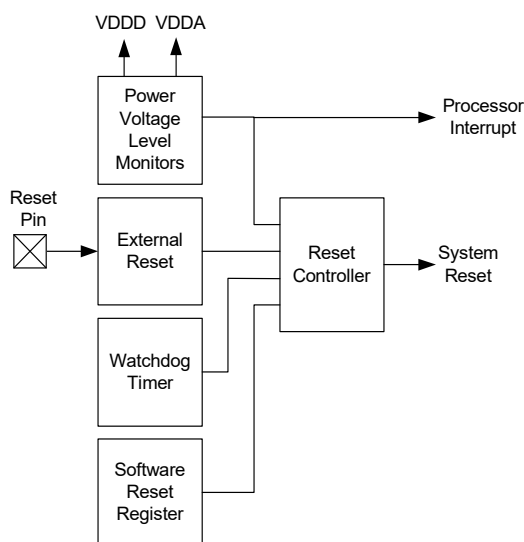 VDDD VDDA
Power
Voltage
Level
Monitors
Processor
Interrupt
Reset
Pin
External
Reset
Reset
Controller
System
Reset
Watchdog
Timer
Software
Reset
Register